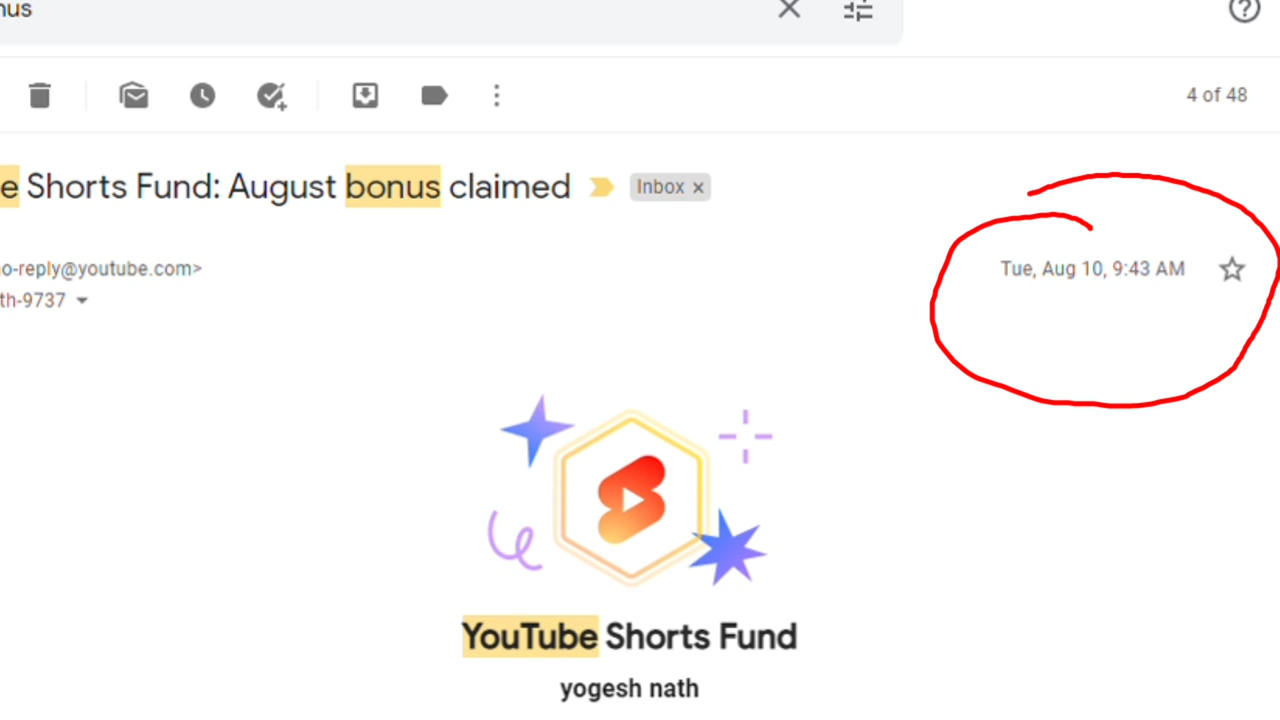 nus
4 of 48
e Shorts Fund: August bonus claimed
Inbox ×
o-reply@youtube.com>
Tue, Aug 10, 9:43 AM
th-9737
YouTube Shorts Fund
yogesh nath